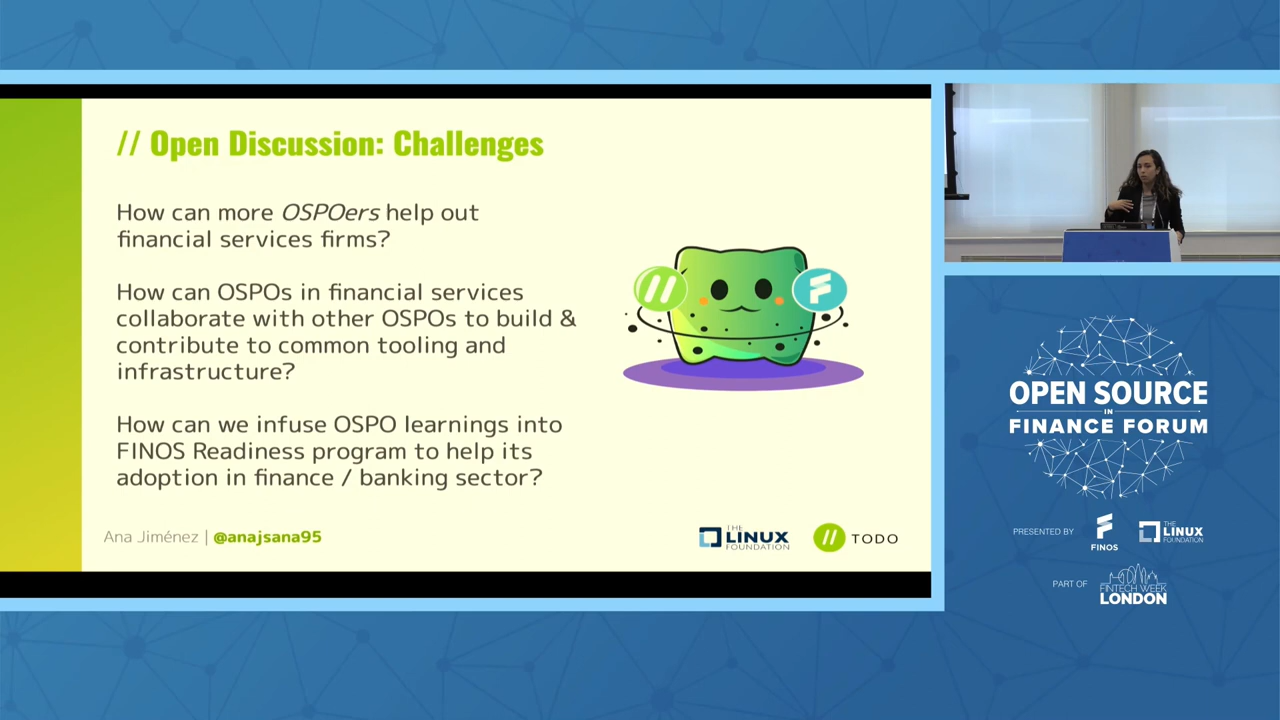 // Open Discussion: Challenges
How can more OSPOers help out
financial services firms?
How can OSPOs in financial services
collaborate with other OSPOs to build &
contribute to common tooling and
infrastructure?
How can we infuse OSPO learnings into
FINOS Readiness program to help its
adoption in finance / banking sector?
Ana Jiménez | @anajsana95
THE
LINUX
FOUNDATION
// TODO
OPEN SOURCE
IN
FINANCE FORUM
PRESENTED BY
FINOS
THE
LINUX
FOUNDATION
PART OF
FINTECH WEEK
LONDON